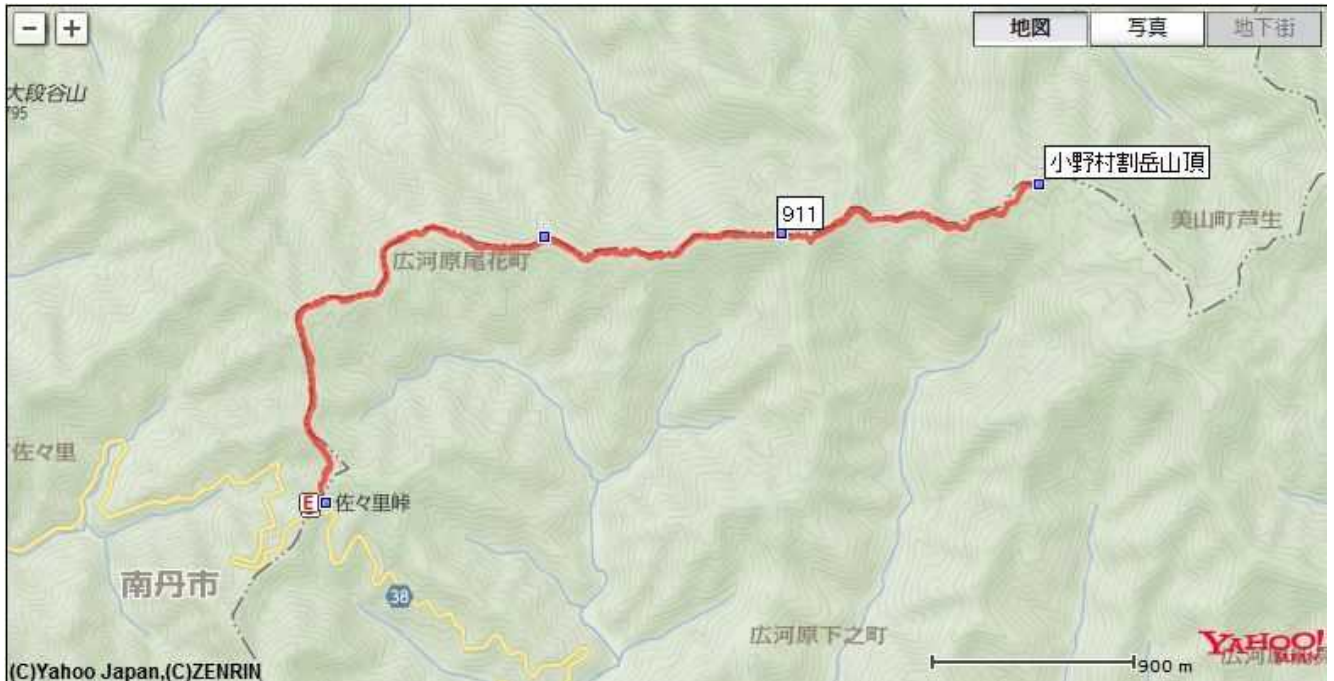 − +
地図 写真 地下街
大段谷山
795
小野村割岳山頂
911
美山町芦生
広河原尾花町
佐々里
E 佐々里峠
南丹市
38
広河原下之町
YAHOO!
JAPAN
900 m
(C)Yahoo Japan,(C)ZENRIN